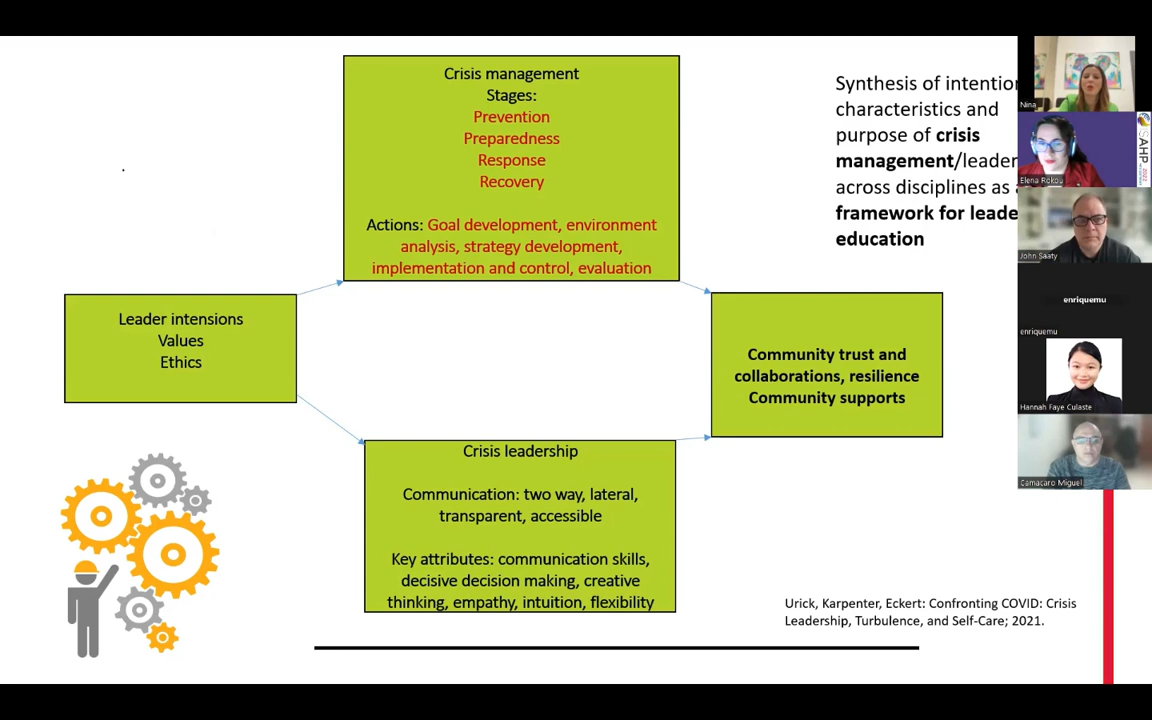 Crisis management
Stages:
Prevention
Preparedness
Response
Recovery
Actions: Goal development, environment
analysis, strategy development,
implementation and control, evaluation
Synthesis of intention
characteristics and
purpose of crisis
management/leader
across disciplines as a
framework for leade
education
Leader intensions
Values
Ethics
Community trust and
collaborations, resilience
Community supports
Crisis leadership
Communication: two way, lateral,
transparent, accessible
Key attributes: communication skills,
decisive decision making, creative
thinking, empathy, intuition, flexibility
Urick, Karpenter, Eckert: Confronting COVID: Crisis
Leadership, Turbulence, and Self-Care; 2021.
Nina
Elena Rokou
AHP
John Saaty
enriquemu
enriquemu
Hannah Faye Culaste
Camacaro Miguel